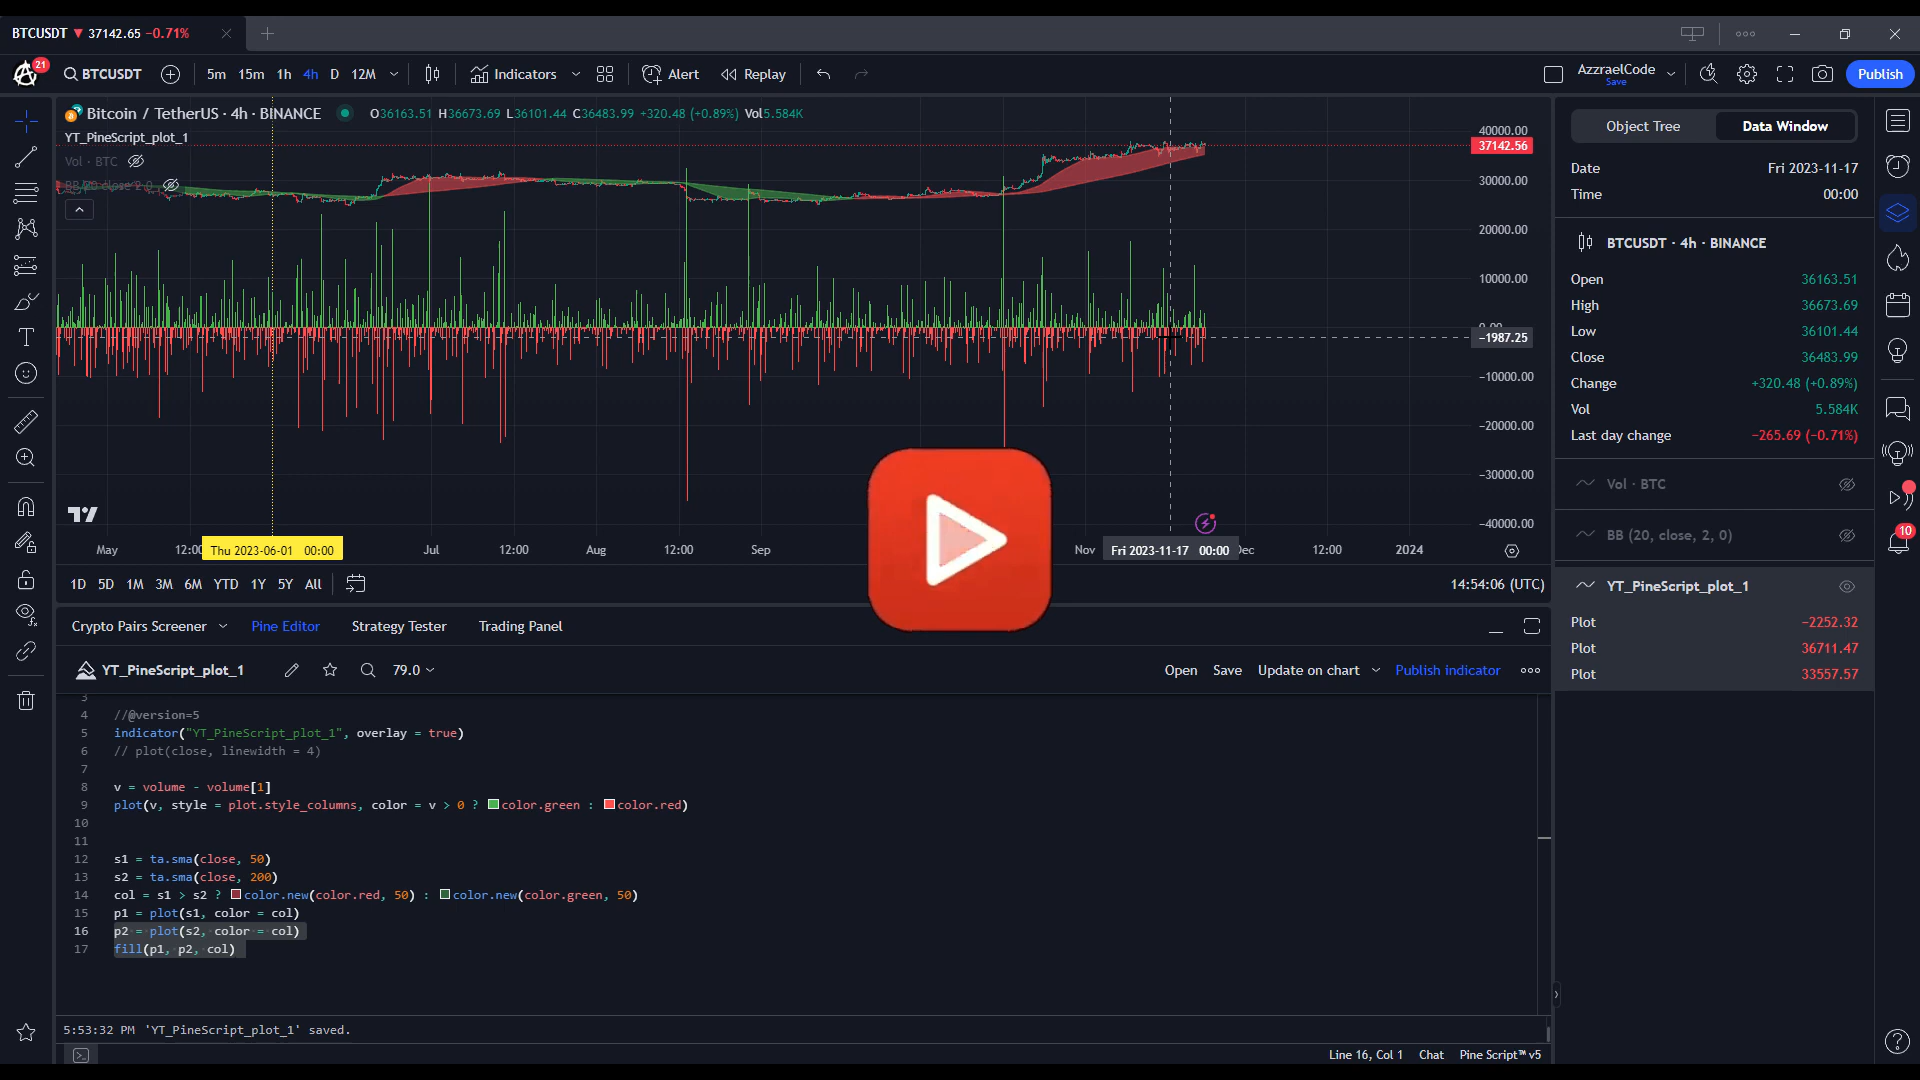 BTCUSDT ▼ 37142.65 −0.71%
21
BTCUSDT 5m 15m 1h 4h D 12M Indicators Alert Replay
AzzraelCode
Save
Publish
Bitcoin / TetherUS · 4h · BINANCE O36163.51 H36673.69 L36101.44 C36483.99 +320.48 (+0.89%) Vol5.584K
YT_PineScript_plot_1
Vol · BTC
BB 20 close 2 0
40000.00
37142.56
30000.00
20000.00
10000.00
0.00
−1987.25
−10000.00
−20000.00
−30000.00
−40000.00
May 12:00 Thu 2023-06-01 00:00 Jul 12:00 Aug 12:00 Sep Nov Fri 2023-11-17 00:00 Dec 12:00 2024
1D 5D 1M 3M 6M YTD 1Y 5Y All
14:54:06 (UTC)
Object Tree Data Window
Date Fri 2023-11-17
Time 00:00
BTCUSDT · 4h · BINANCE
Open 36163.51
High 36673.69
Low 36101.44
Close 36483.99
Change +320.48 (+0.89%)
Vol 5.584K
Last day change −265.69 (−0.71%)
Vol · BTC
BB (20, close, 2, 0)
YT_PineScript_plot_1
Plot −2252.32
Plot 36711.47
Plot 33557.57
10
Crypto Pairs Screener Pine Editor Strategy Tester Trading Panel
YT_PineScript_plot_1 79.0 Open Save Update on chart Publish indicator
3
4 //@version=5
5 indicator("YT_PineScript_plot_1", overlay = true)
6 // plot(close, linewidth = 4)
7
8 v = volume - volume[1]
9 plot(v, style = plot.style_columns, color = v > 0 ? color.green : color.red)
10
11
12 s1 = ta.sma(close, 50)
13 s2 = ta.sma(close, 200)
14 col = s1 > s2 ? color.new(color.red, 50) : color.new(color.green, 50)
15 p1 = plot(s1, color = col)
16 p2 = plot(s2, color = col)
17 fill(p1, p2, col)
5:53:32 PM 'YT_PineScript_plot_1' saved.
Line 16, Col 1 Chat Pine Script™ v5